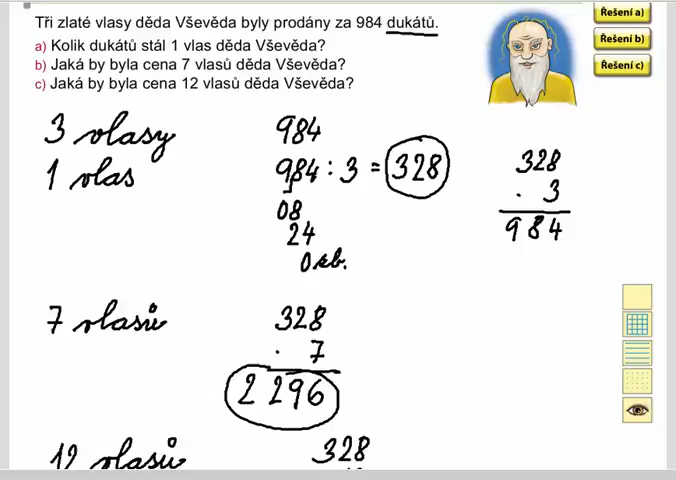 Tři zlaté vlasy děda Vševěda byly prodány za 984 dukátů.
a) Kolik dukátů stál 1 vlas děda Vševěda?
b) Jaká by byla cena 7 vlasů děda Vševěda?
c) Jaká by byla cena 12 vlasů děda Vševěda?
Řešení a)
Řešení b)
Řešení c)
3 vlasy 984
1 vlas 984 : 3 = 328
08
24
0 zb.
328
· 3
984
7 vlasů 328
· 7
2 296
12 vlasů 328